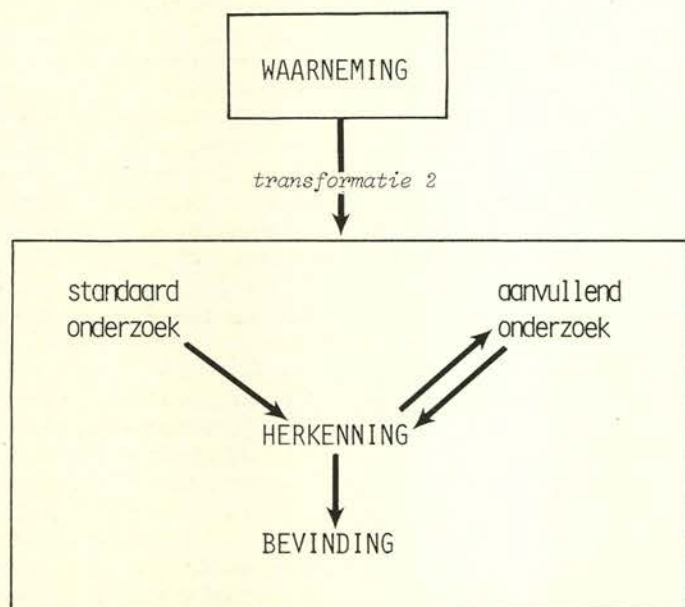 WAARNEMING
transformatie 2
standaard
onderzoek
aanvullend
onderzoek
HERKENNING
BEVINDING